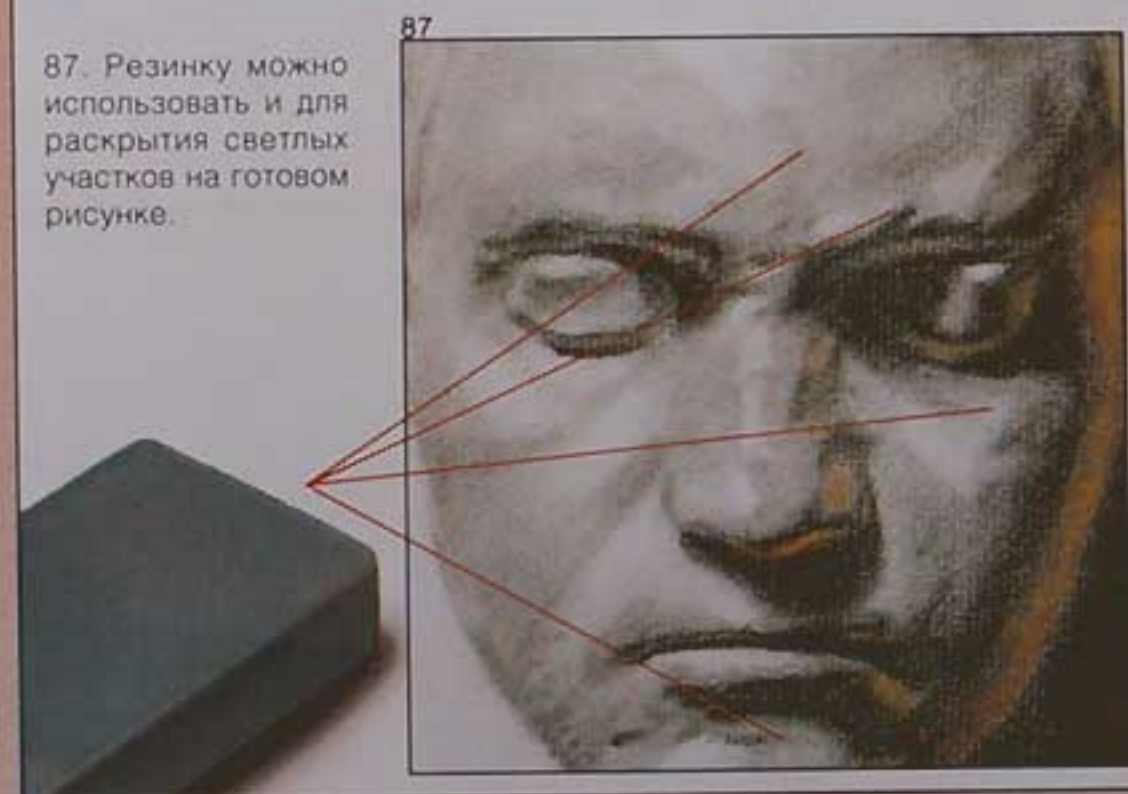 87
87. Резинку можно
использовать и для
раскрытия светлых
участков на готовом
рисунке.